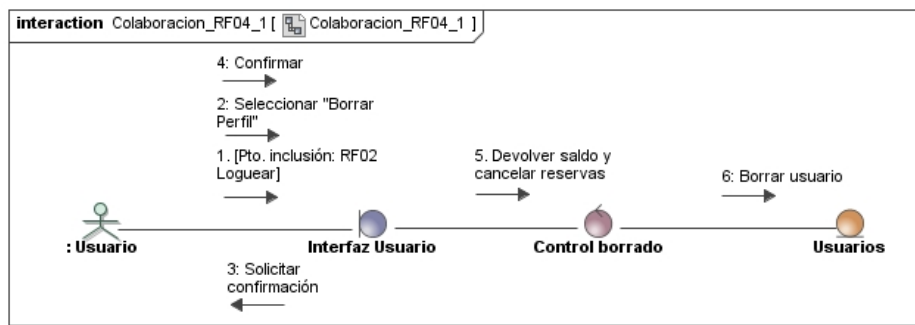 interaction Colaboracion_RF04_1 [ Colaboracion_RF04_1 ]
4: Confirmar
2: Seleccionar "Borrar
Perfil"
1. [Pto. inclusión: RF02
Loguear]
5. Devolver saldo y
cancelar reservas
6: Borrar usuario
: Usuario
Interfaz Usuario
Control borrado
Usuarios
3: Solicitar
confirmación